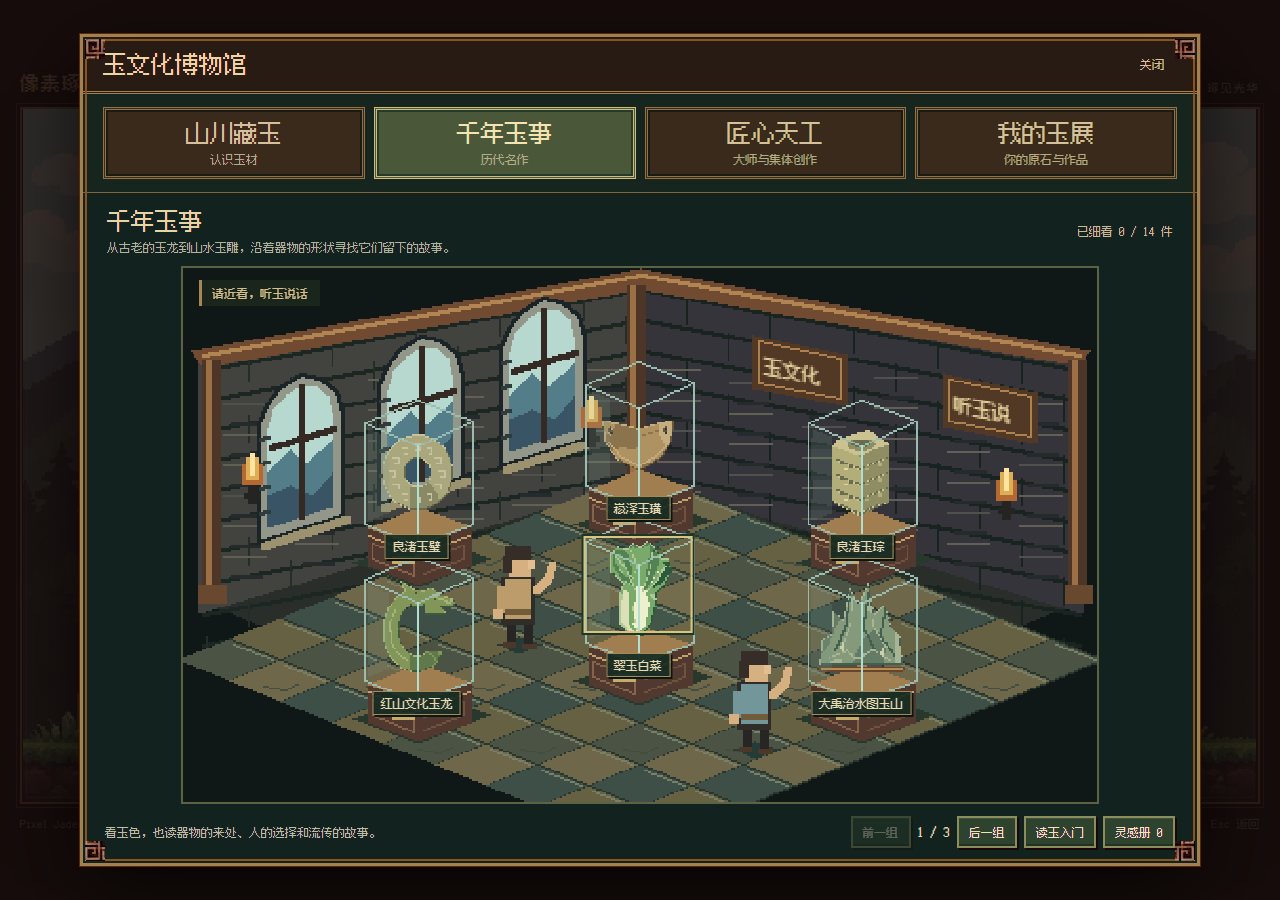 玉文化博物馆
关闭
山川藏玉
认识玉材
千年玉事
历代名作
匠心天工
大师与集体创作
我的玉展
你的原石与作品
千年玉事
从古老的玉龙到山水玉雕，沿着器物的形状寻找它们留下的故事。
已细看 0 / 14 件
请近看，听玉说话
玉文化
听玉说
崧泽玉璜
良渚玉璧
良渚玉琮
翠玉白菜
红山文化玉龙
大禹治水图玉山
看玉色，也读器物的来处、人的选择和流传的故事。
前一组
1 / 3
后一组
读玉入门
灵感册 0
像素琢
Esc 返回